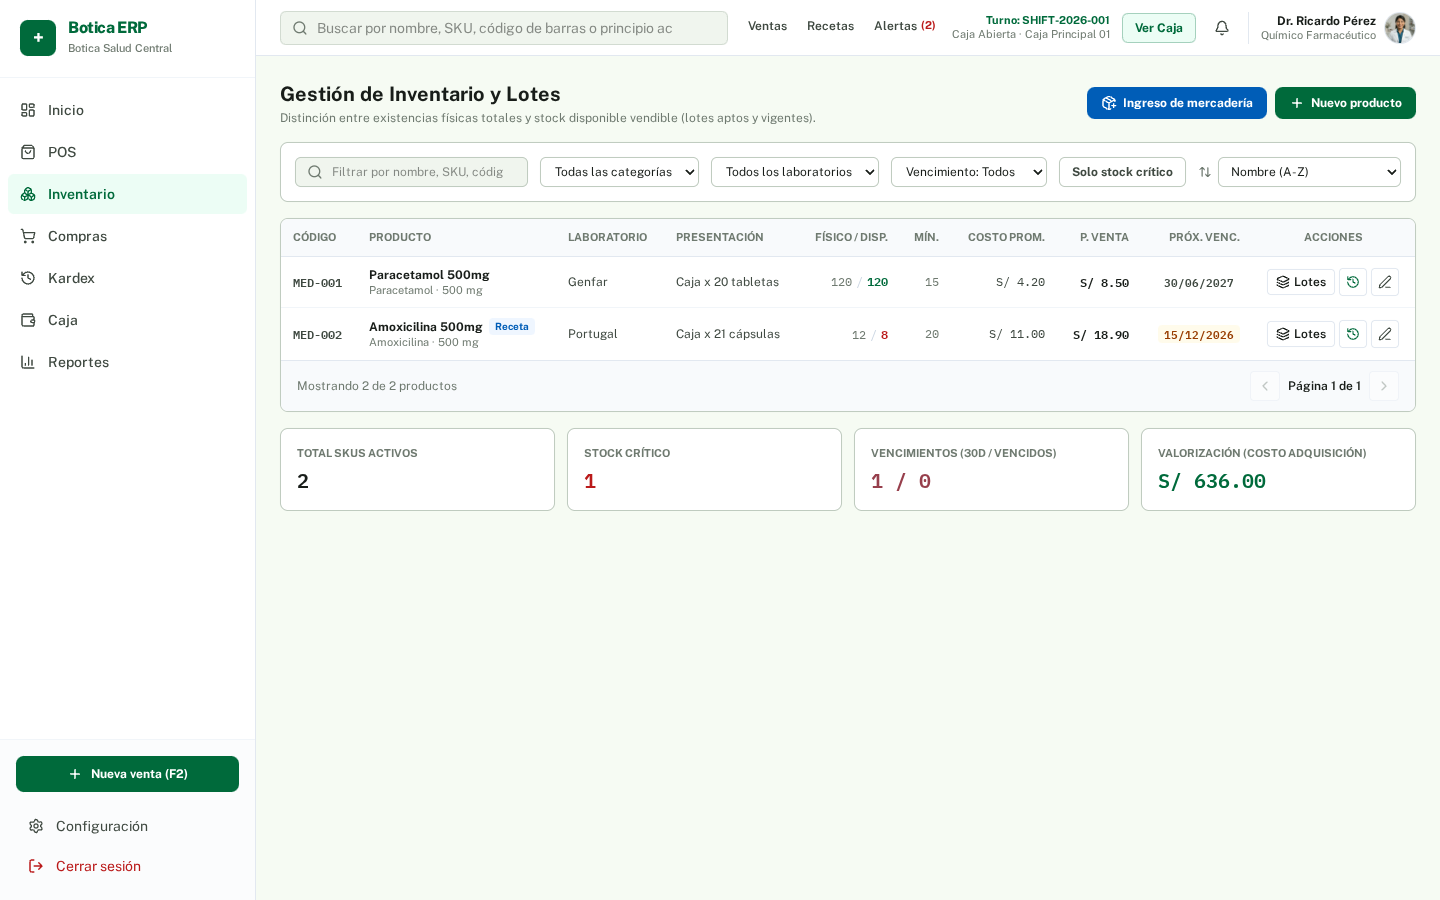 Botica ERP
Botica Salud Central
Inicio
POS
Inventario
Compras
Kardex
Caja
Reportes
Nueva venta (F2)
Configuración
Cerrar sesión
Buscar por nombre, SKU, código de barras o principio ac
Ventas
Recetas
Alertas (2)
Turno: SHIFT-2026-001
Caja Abierta · Caja Principal 01
Ver Caja
Dr. Ricardo Pérez
Químico Farmacéutico
Gestión de Inventario y Lotes
Distinción entre existencias físicas totales y stock disponible vendible (lotes aptos y vigentes).
Ingreso de mercadería
Nuevo producto
Filtrar por nombre, SKU, códig
Todas las categorías
Todos los laboratorios
Vencimiento: Todos
Solo stock crítico
Nombre (A-Z)
CÓDIGO PRODUCTO LABORATORIO PRESENTACIÓN FÍSICO / DISP. MÍN. COSTO PROM. P. VENTA PRÓX. VENC. ACCIONES
MED-001 Paracetamol 500mg Genfar Caja x 20 tabletas 120 / 120 15 S/ 4.20 S/ 8.50 30/06/2027 Lotes
Paracetamol · 500 mg
MED-002 Amoxicilina 500mg Receta Portugal Caja x 21 cápsulas 12 / 8 20 S/ 11.00 S/ 18.90 15/12/2026 Lotes
Amoxicilina · 500 mg
Mostrando 2 de 2 productos
Página 1 de 1
TOTAL SKUS ACTIVOS
2
STOCK CRÍTICO
1
VENCIMIENTOS (30D / VENCIDOS)
1 / 0
VALORIZACIÓN (COSTO ADQUISICIÓN)
S/ 636.00